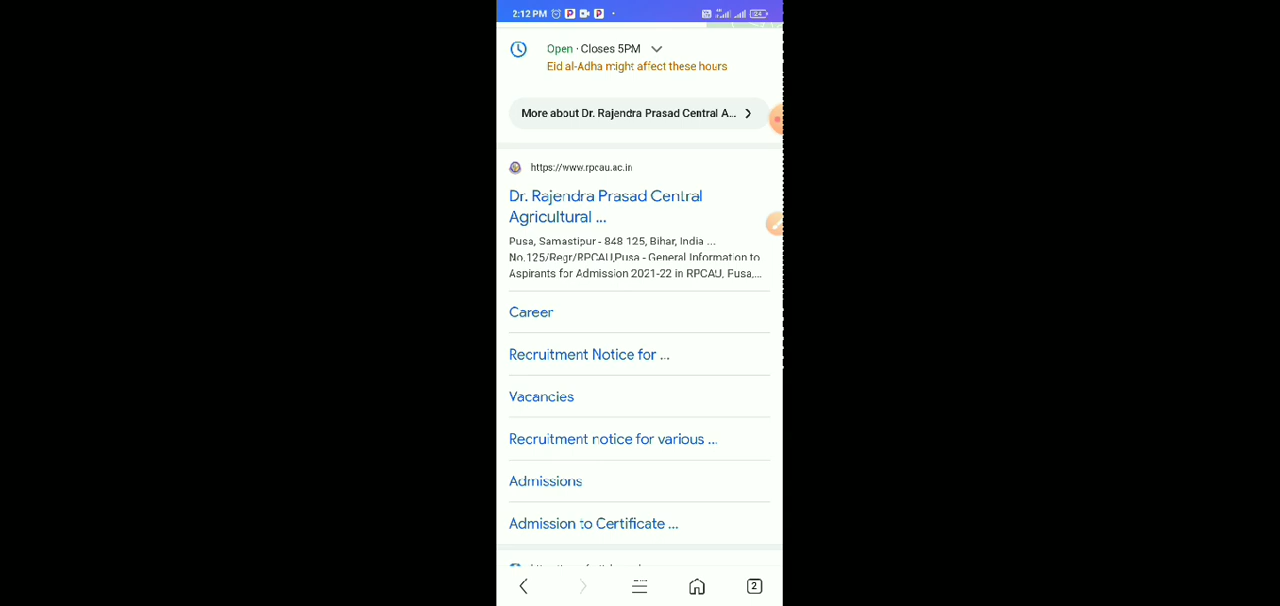 2:12 PM
24
Open · Closes 5PM
Eid al-Adha might affect these hours
More about Dr. Rajendra Prasad Central A...
https://www.rpcau.ac.in
Dr. Rajendra Prasad Central
Agricultural ...
Pusa, Samastipur - 848 125, Bihar, India ...
No.125/Regr/RPCAU,Pusa - General Information to
Aspirants for Admission 2021-22 in RPCAU, Pusa,...
Career
Recruitment Notice for ...
Vacancies
Recruitment notice for various ...
Admissions
Admission to Certificate ...
2